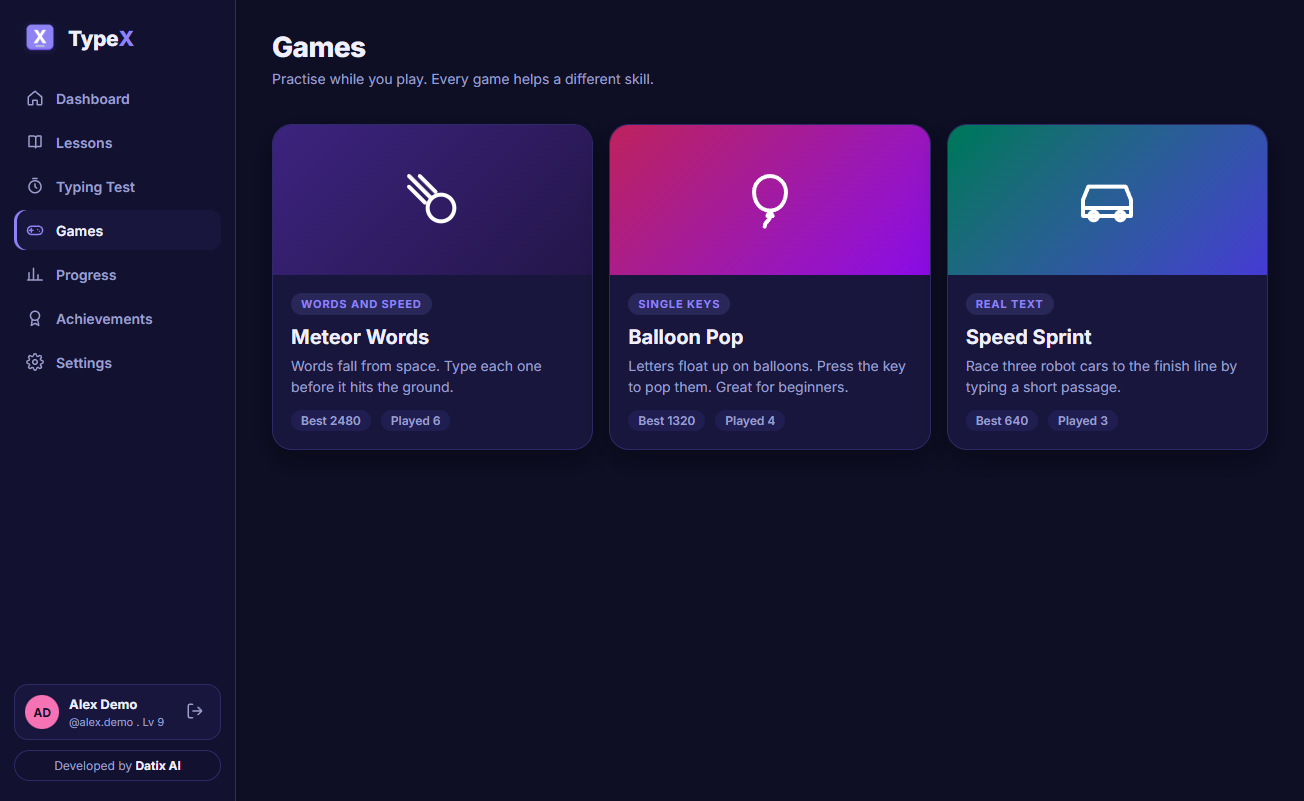 TypeX
Dashboard
Lessons
Typing Test
Games
Progress
Achievements
Settings
AD
Alex Demo
@alex.demo . Lv 9
Developed by Datix AI
Games
Practise while you play. Every game helps a different skill.
WORDS AND SPEED
Meteor Words
Words fall from space. Type each one
before it hits the ground.
Best 2480 Played 6
SINGLE KEYS
Balloon Pop
Letters float up on balloons. Press the key
to pop them. Great for beginners.
Best 1320 Played 4
REAL TEXT
Speed Sprint
Race three robot cars to the finish line by
typing a short passage.
Best 640 Played 3